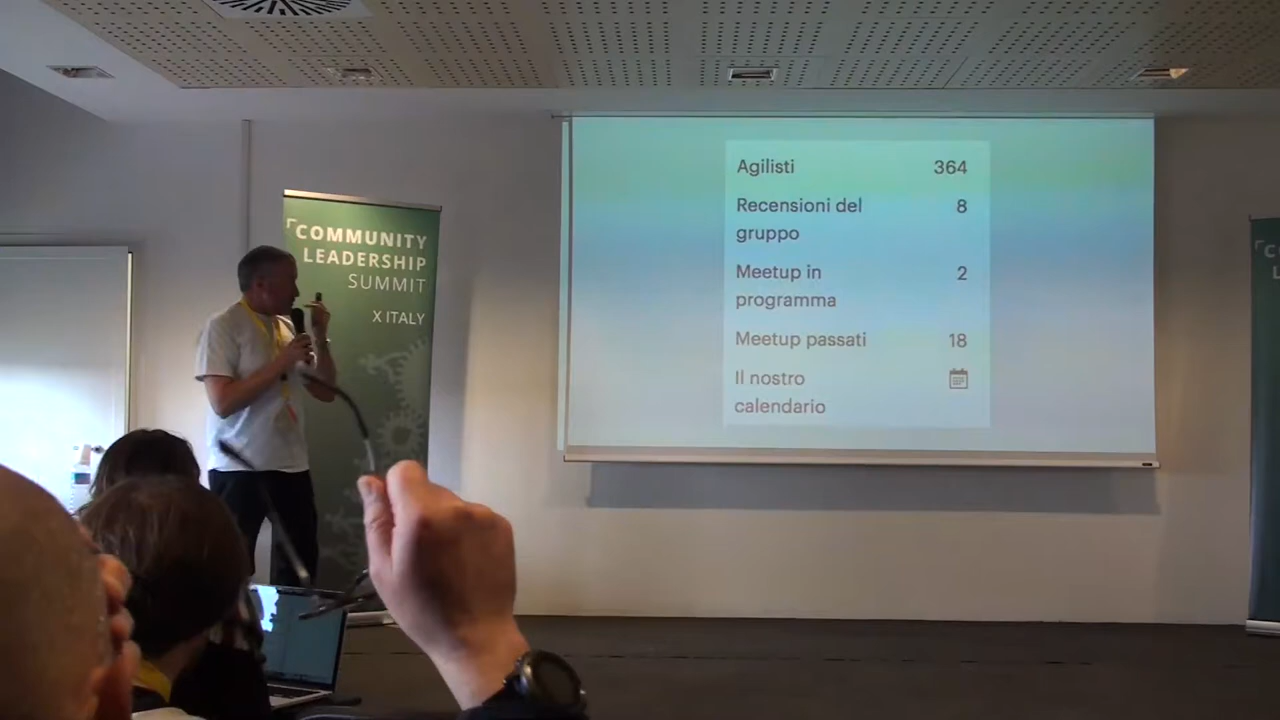 COMMUNITY
LEADERSHIP
SUMMIT
X ITALY
Agilisti 364
Recensioni del 8
gruppo
Meetup in 2
programma
Meetup passati 18
Il nostro
calendario